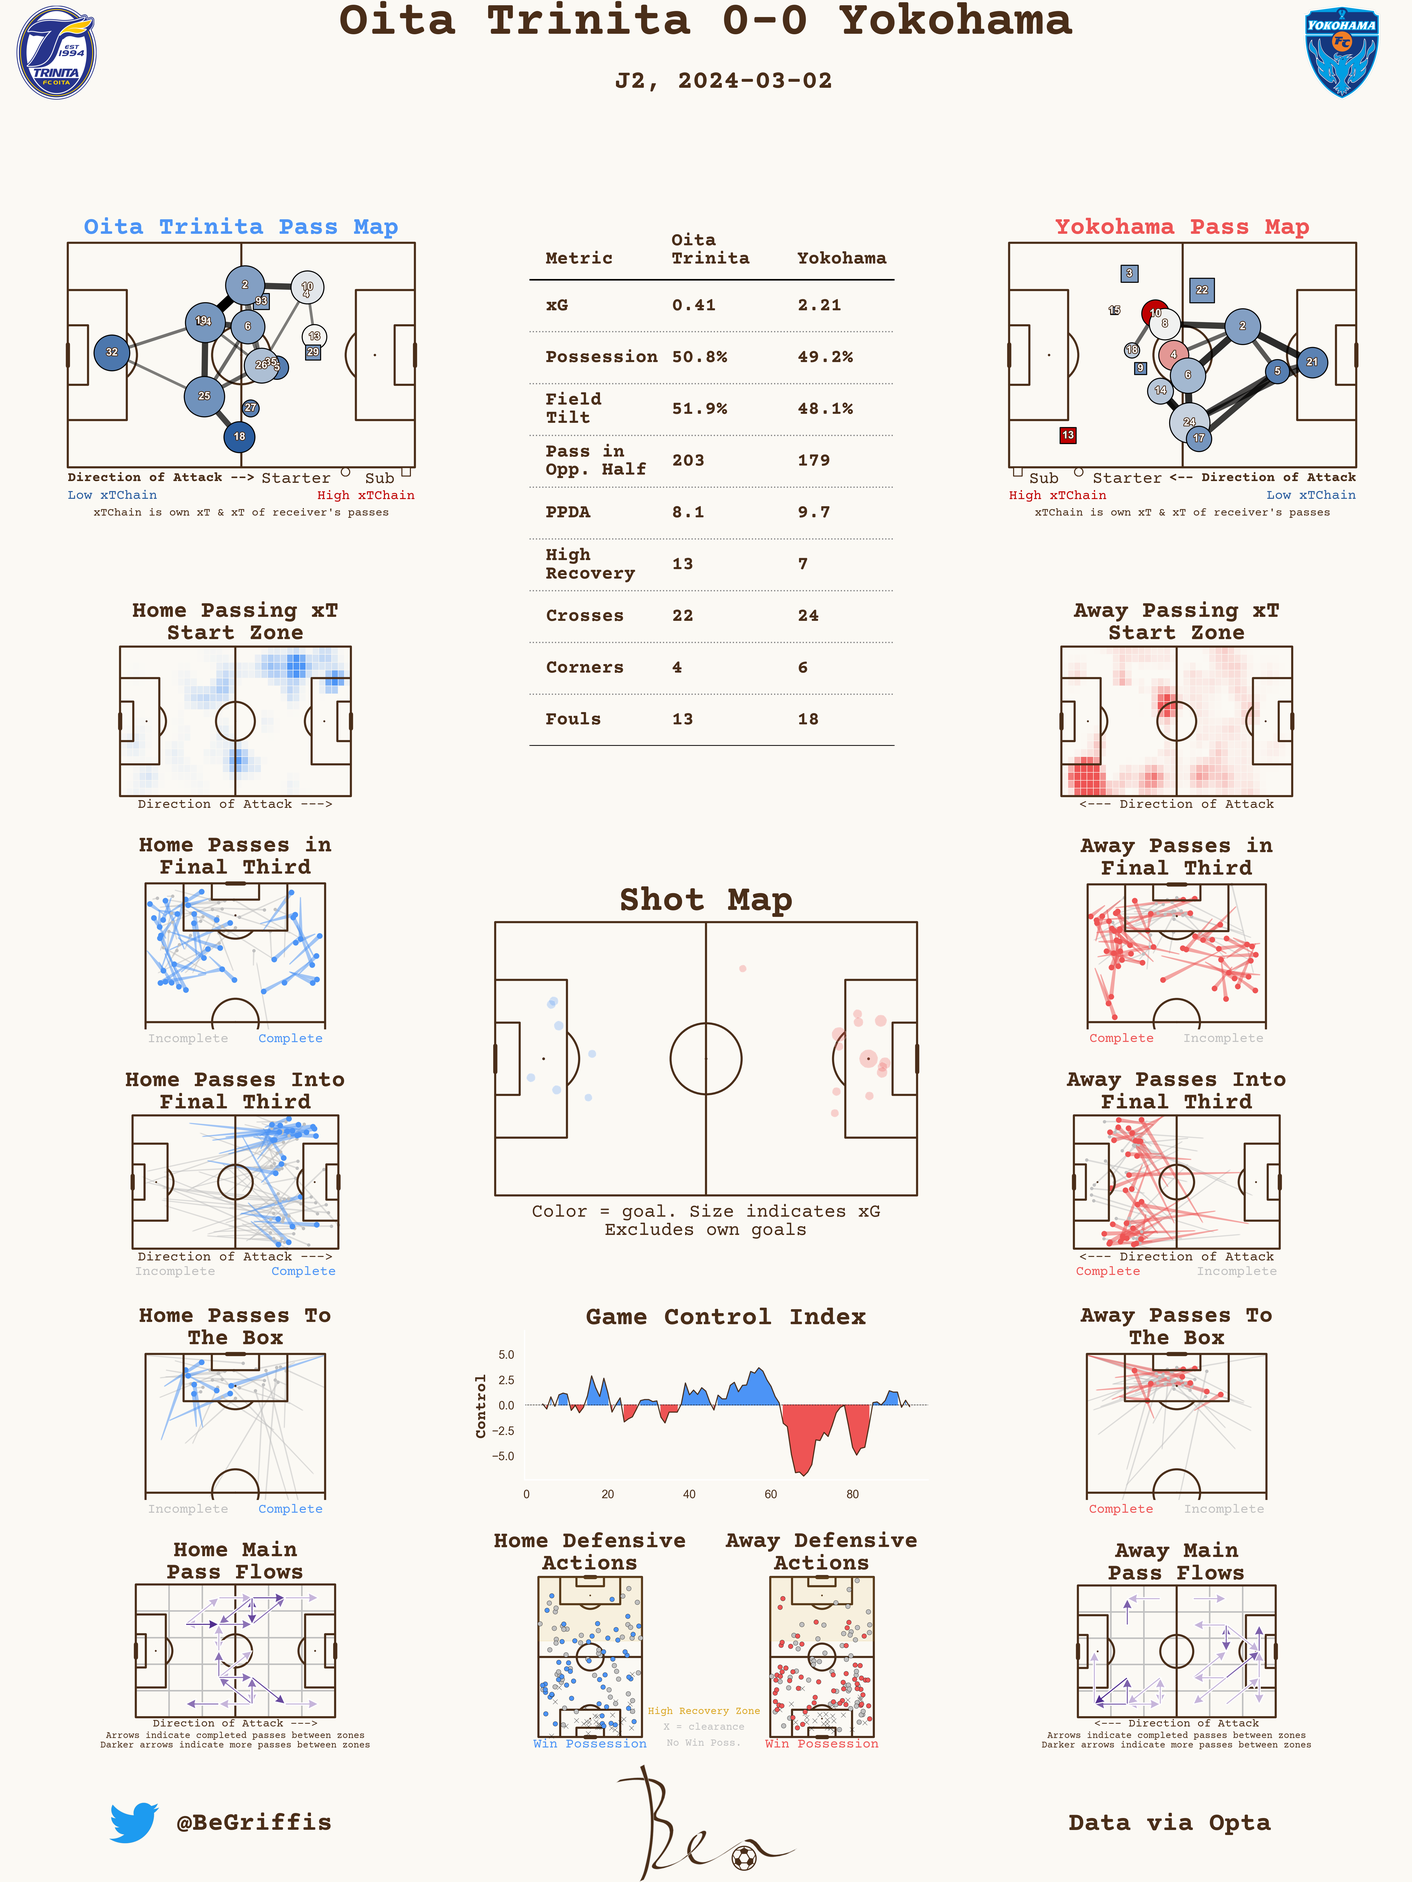 Oita Trinita 0-0 Yokohama
J2, 2024-03-02
EST
1994
TRINITA
FC OITA
YOKOHAMA
FC
Oita Trinita Pass Map
2
10
4
93
19
6
13
29
32
26
35
25
27
18
Direction of Attack --> Starter Sub
Low xTChain High xTChain
xTChain is own xT & xT of receiver's passes
Metric Oita Trinita Yokohama
xG 0.41 2.21
Possession 50.8% 49.2%
Field Tilt 51.9% 48.1%
Pass in Opp. Half 203 179
PPDA 8.1 9.7
High Recovery 13 7
Crosses 22 24
Corners 4 6
Fouls 13 18
Yokohama Pass Map
3
22
15
10
8
2
18
4
9
6
5
21
14
24
17
13
Sub Starter <-- Direction of Attack
High xTChain Low xTChain
xTChain is own xT & xT of receiver's passes
Home Passing xT
Start Zone
Direction of Attack --->
Away Passing xT
Start Zone
<--- Direction of Attack
Home Passes in
Final Third
Incomplete Complete
Away Passes in
Final Third
Complete Incomplete
Shot Map
Color = goal. Size indicates xG
Excludes own goals
Home Passes Into
Final Third
Direction of Attack --->
Incomplete Complete
Away Passes Into
Final Third
<--- Direction of Attack
Complete Incomplete
Home Passes To
The Box
Incomplete Complete
Game Control Index
Control
5.0
2.5
0.0
−2.5
−5.0
0 20 40 60 80
Away Passes To
The Box
Complete Incomplete
Home Main
Pass Flows
Direction of Attack --->
Arrows indicate completed passes between zones
Darker arrows indicate more passes between zones
Home Defensive
Actions
Win Possession
High Recovery Zone
X = clearance
No Win Poss.
Away Defensive
Actions
Win Possession
Away Main
Pass Flows
<--- Direction of Attack
Arrows indicate completed passes between zones
Darker arrows indicate more passes between zones
@BeGriffis
Ben
Data via Opta